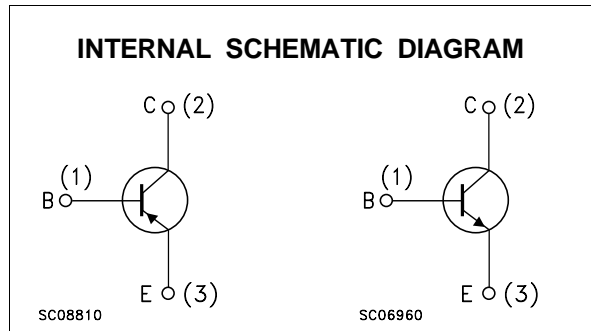 INTERNAL SCHEMATIC DIAGRAM
C (2)
(1)
B
E (3)
SC08810
C (2)
(1)
B
E (3)
SC06960